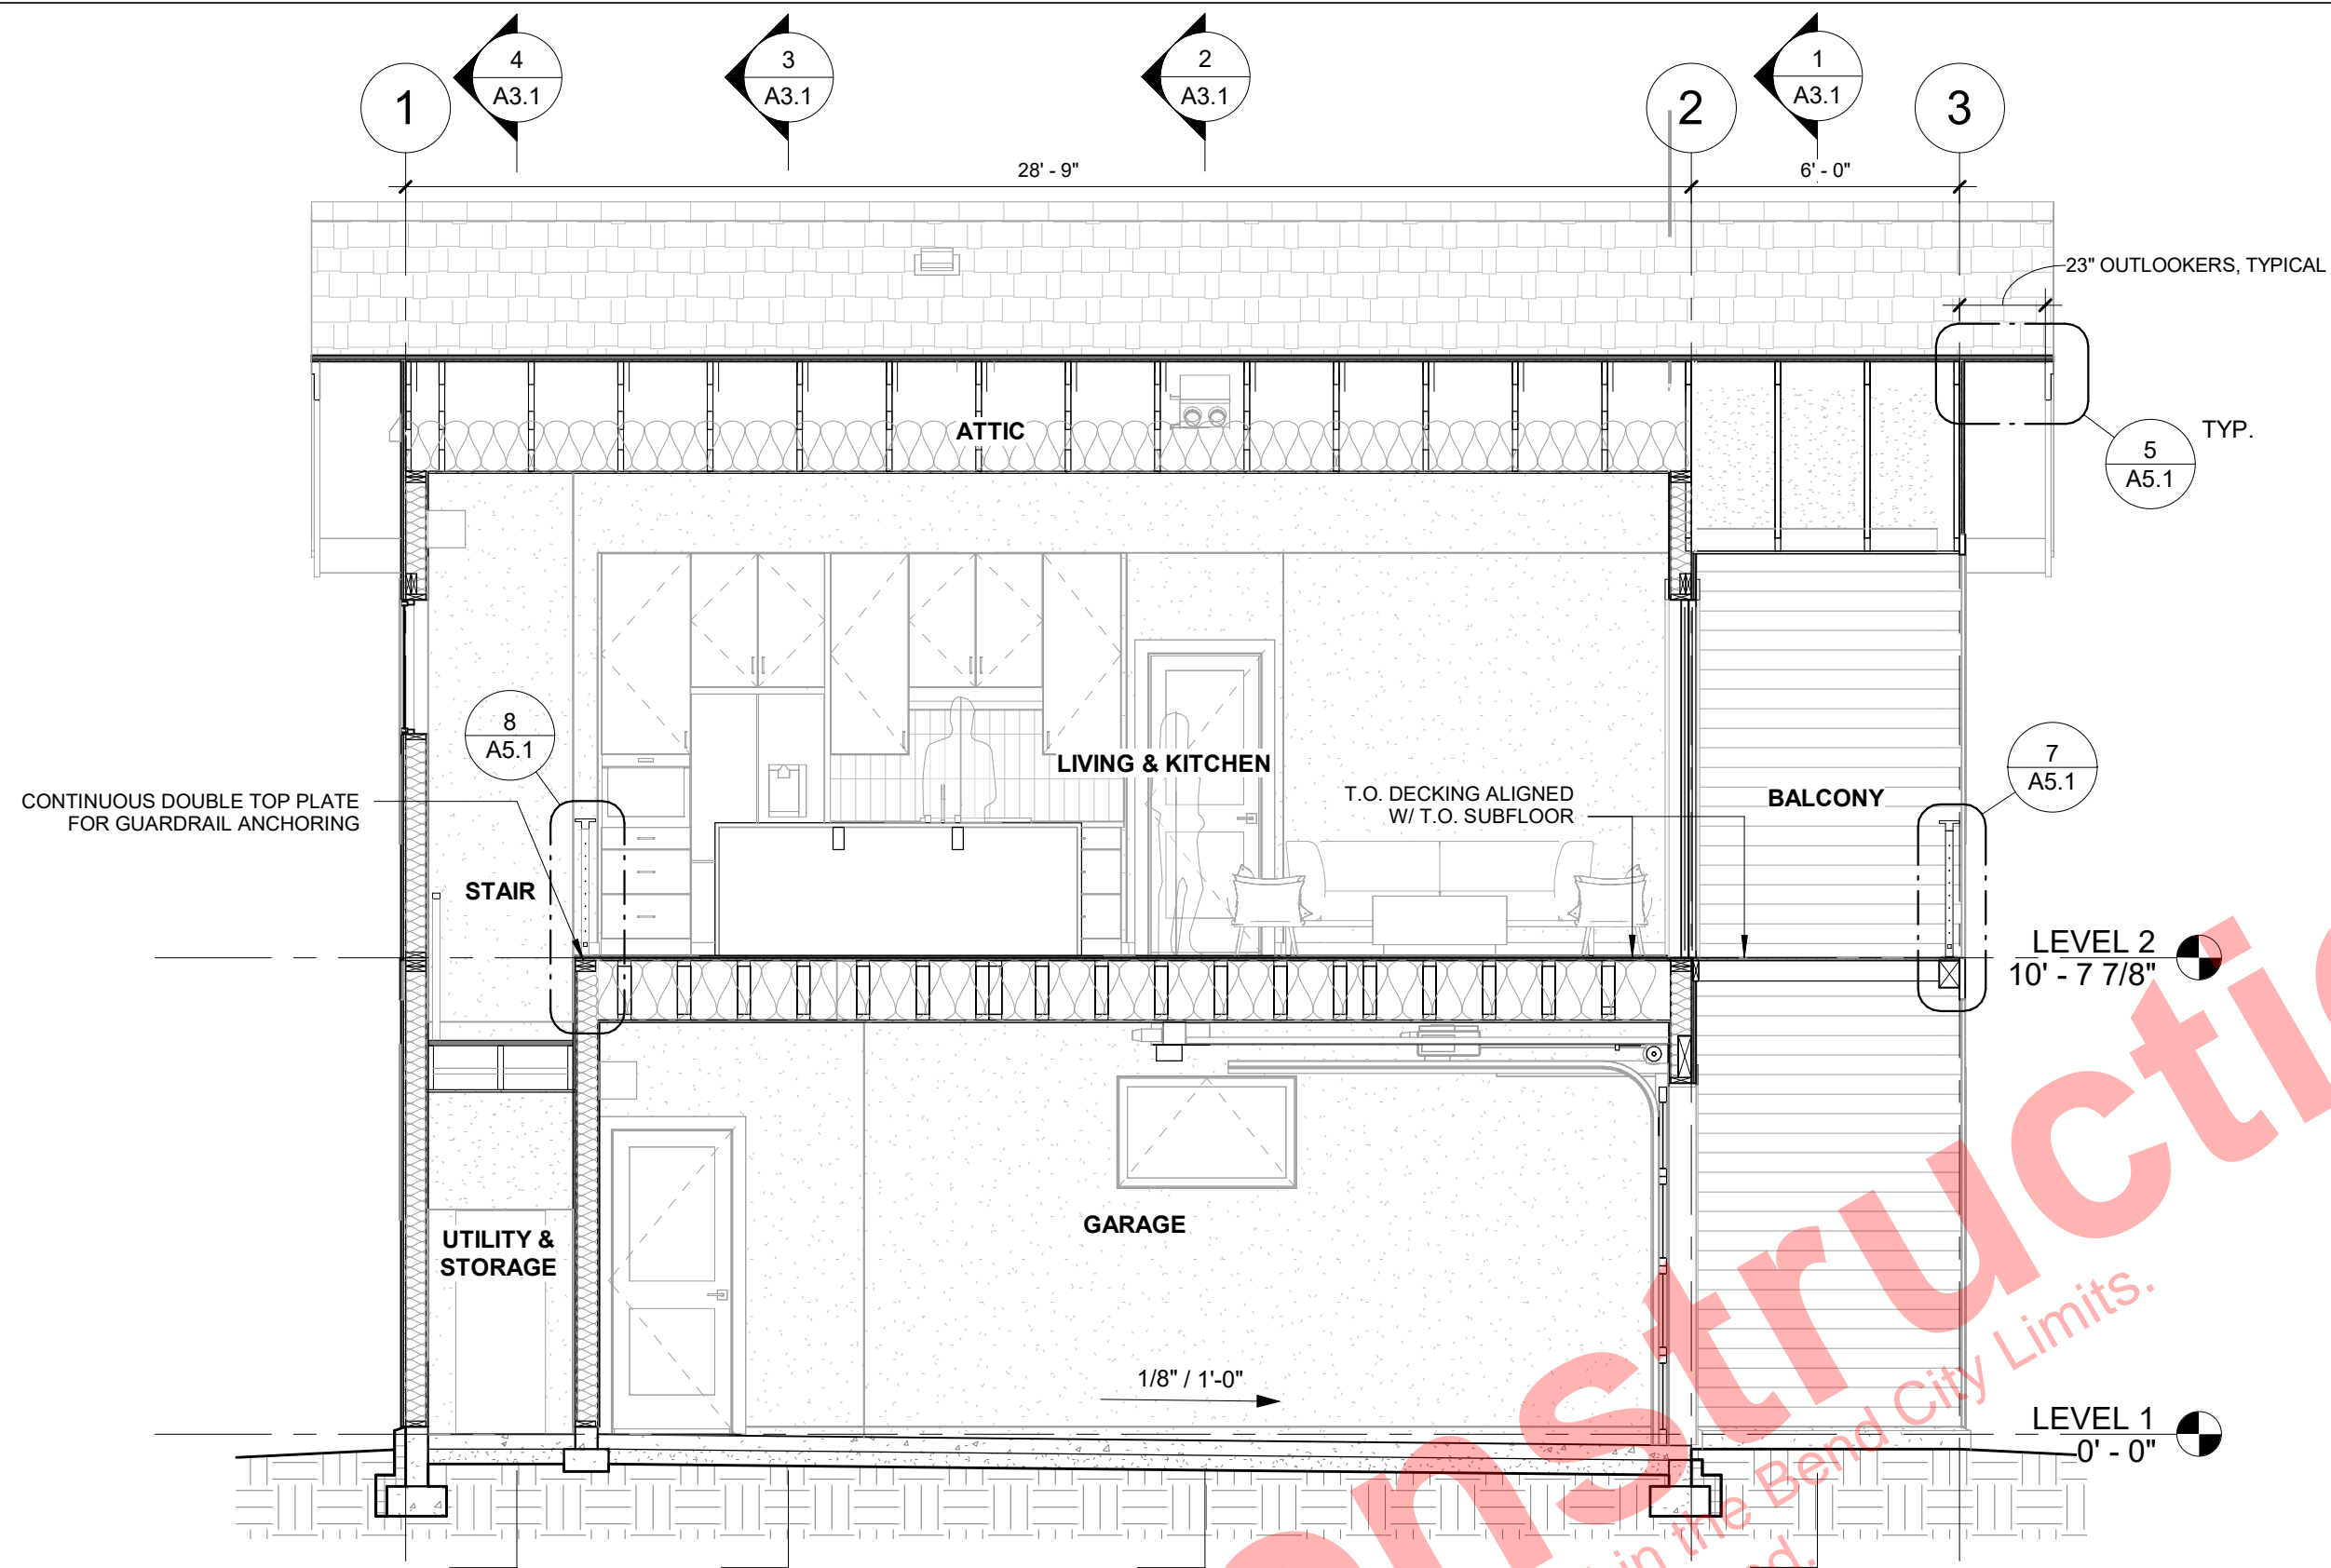 4
A3.1
3
A3.1
2
A3.1
1
A3.1
1
2
3
28' - 9"
6' - 0"
23" OUTLOOKERS, TYPICAL
ATTIC
TYP.
5
A5.1
8
A5.1
LIVING & KITCHEN
7
A5.1
CONTINUOUS DOUBLE TOP PLATE
FOR GUARDRAIL ANCHORING
T.O. DECKING ALIGNED
W/ T.O. SUBFLOOR
BALCONY
STAIR
LEVEL 2
10' - 7 7/8"
GARAGE
UTILITY &
STORAGE
1/8" / 1'-0"
LEVEL 1
0' - 0"
nstructi
in the Bend City Limits.